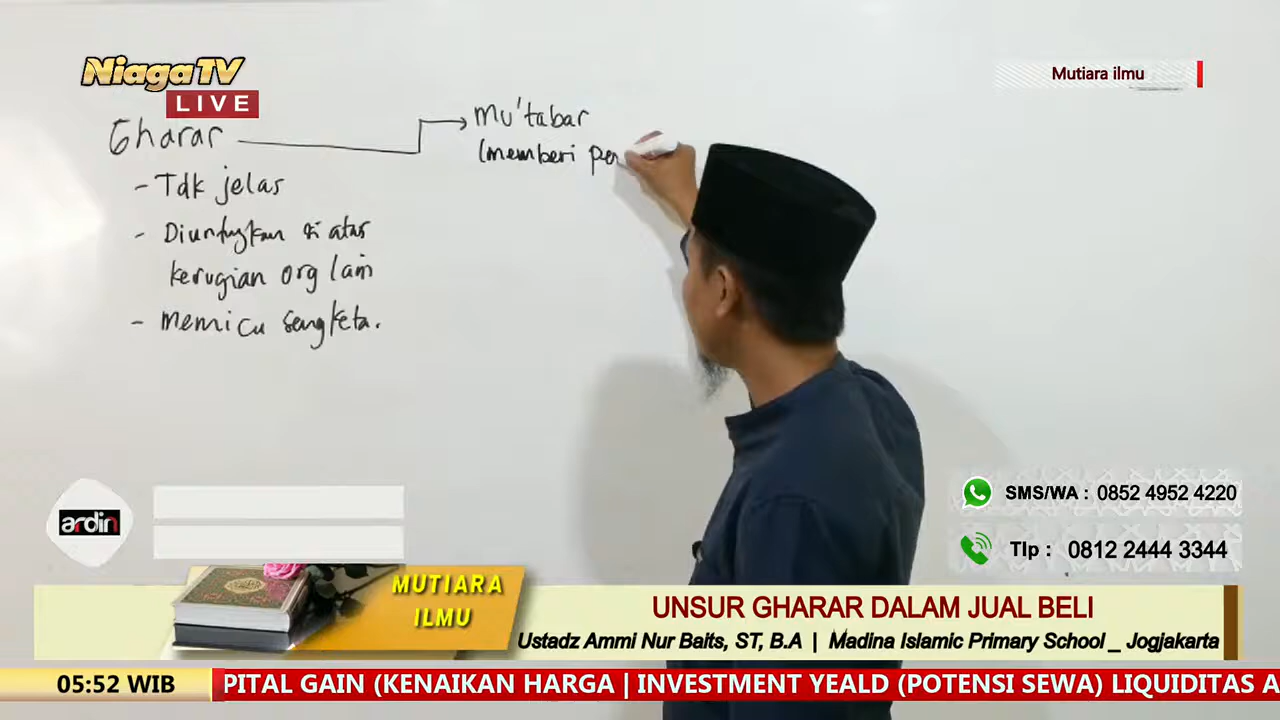 NiagaTV
LIVE
Mutiara ilmu
Gharar
Mu'tabar
(memberi per
- Tdk jelas
- Diuntungkan di atas
kerugian org lain
- Memicu sengketa.
ardin
SMS/WA : 0852 4952 4220
Tlp : 0812 2444 3344
MUTIARA
ILMU
UNSUR GHARAR DALAM JUAL BELI
Ustadz Ammi Nur Baits, ST, B.A | Madina Islamic Primary School _ Jogjakarta
05:52 WIB
PITAL GAIN (KENAIKAN HARGA | INVESTMENT YEALD (POTENSI SEWA) LIQUIDITAS A